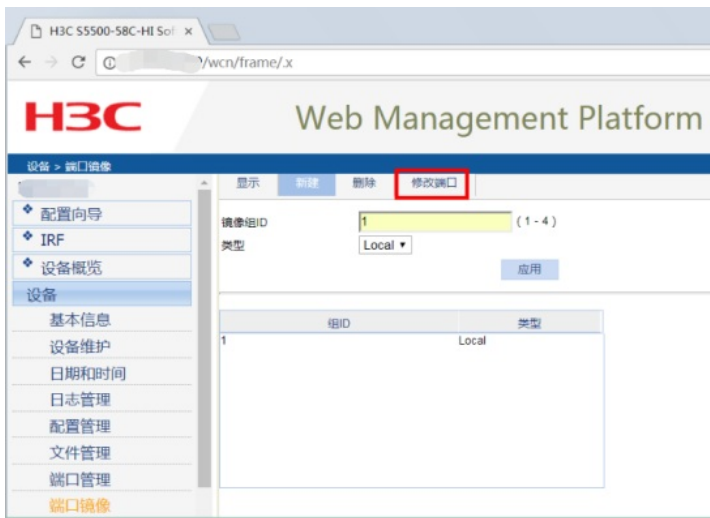 H3C S5500-58C-HI Sof
/wcn/frame/.x
H3C
Web Management Platform
设备 > 端口镜像
显示 新建 删除 修改端口
配置向导
IRF
设备概览
设备
基本信息
设备维护
日期和时间
日志管理
配置管理
文件管理
端口管理
端口镜像
镜像组ID 1 (1-4)
类型 Local
应用
组ID 类型
1 Local